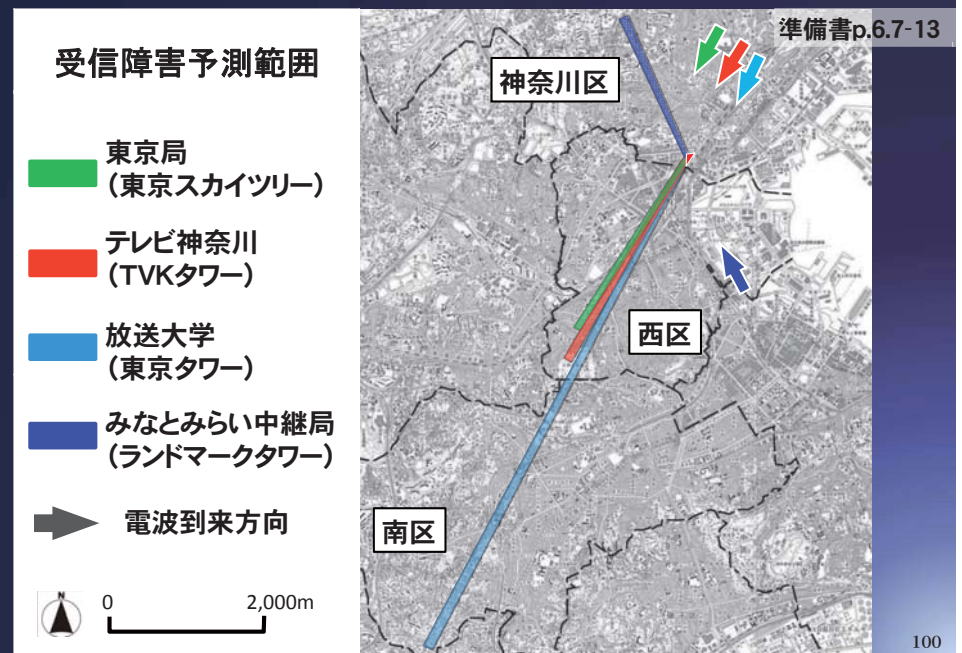 準備書p.6.7-13
受信障害予測範囲
東京局
(東京スカイツリー)
テレビ神奈川
(TVKタワー)
放送大学
(東京タワー)
みなとみらい中継局
(ランドマークタワー)
電波到来方向
0 2,000m
神奈川区
西区
南区
100